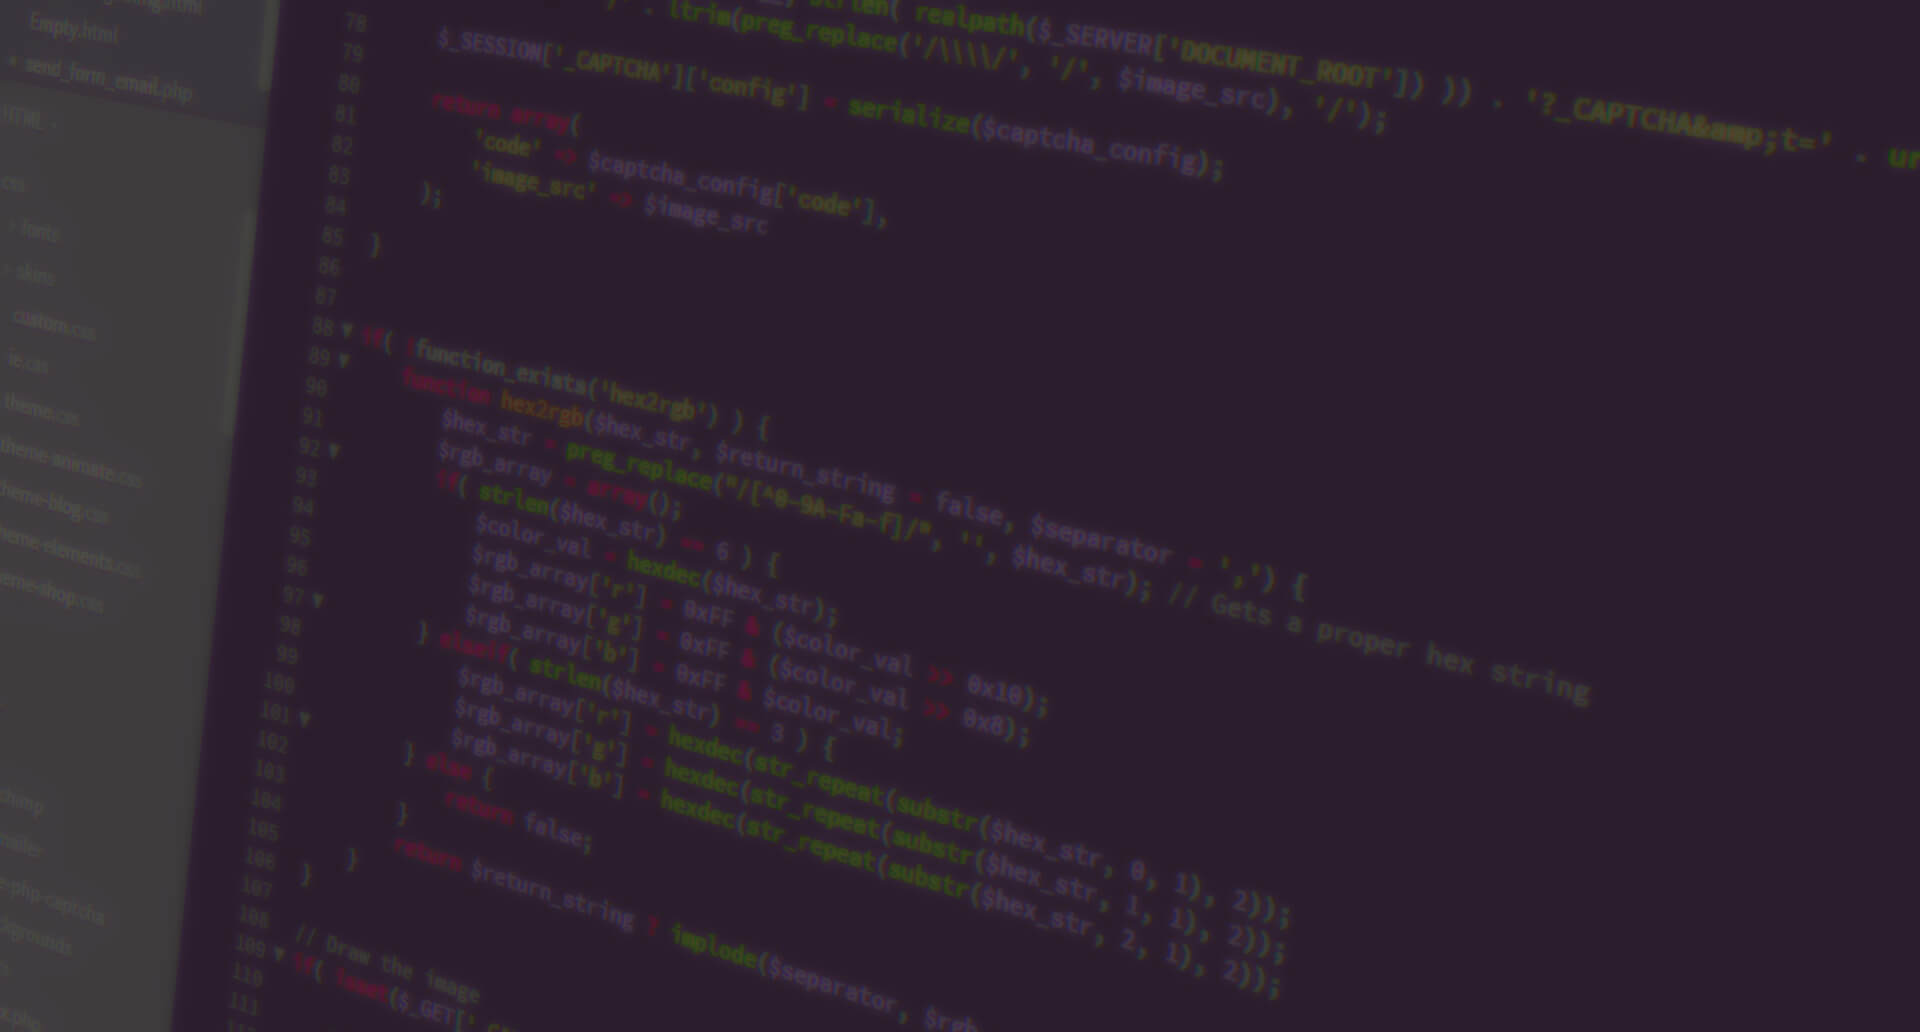 Empty.html
send_form_email.php
HTML
css
fonts
skins
custom.css
ie.css
theme.css
theme-animate.css
theme-blog.css
theme-elements.css
theme-shop.css
php-captcha
78
79
80
81
82
83
84
85
86
87
88
89
90
91
92
93
94
95
96
97
98
99
100
101
102
103
104
105
106
107
108
109
110
111
strlen( realpath($_SERVER['DOCUMENT_ROOT']) )) . '?_CAPTCHA&amp;t=' .
. ltrim(preg_replace('/\\\\/', '/', $image_src), '/');
$_SESSION['_CAPTCHA']['config'] = serialize($captcha_config);
return array(
'code' => $captcha_config['code'],
'image_src' => $image_src
);
}
if( !function_exists('hex2rgb') ) {
function hex2rgb($hex_str, $return_string = false, $separator = ',') {
$hex_str = preg_replace("/[^0-9A-Fa-f]/", '', $hex_str); // Gets a proper hex string
$rgb_array = array();
if( strlen($hex_str) == 6 ) {
$color_val = hexdec($hex_str);
$rgb_array['r'] = 0xFF & ($color_val >> 0x10);
$rgb_array['g'] = 0xFF & ($color_val >> 0x8);
$rgb_array['b'] = 0xFF & $color_val;
} elseif( strlen($hex_str) == 3 ) {
$rgb_array['r'] = hexdec(str_repeat(substr($hex_str, 0, 1), 2));
$rgb_array['g'] = hexdec(str_repeat(substr($hex_str, 1, 1), 2));
$rgb_array['b'] = hexdec(str_repeat(substr($hex_str, 2, 1), 2));
} else {
return false;
}
return $return_string ? implode($separator, $rgb
}
}
// Draw the image
if( isset($_GET['